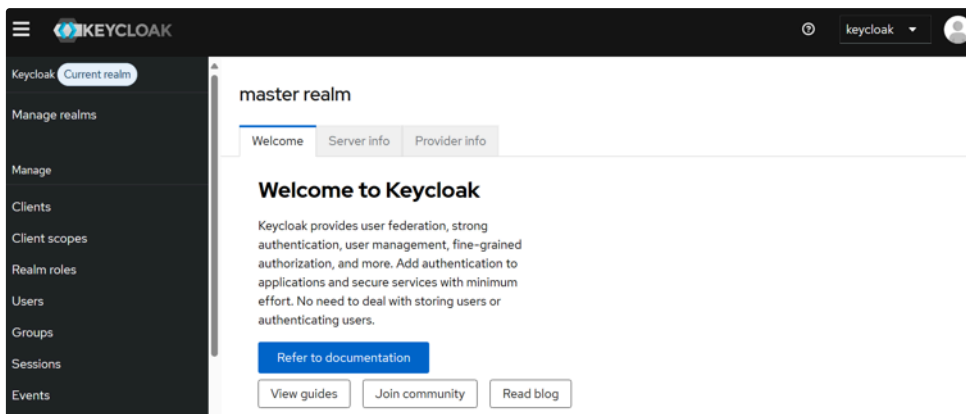 KEYCLOAK
keycloak
Keycloak Current realm
Manage realms
Manage
Clients
Client scopes
Realm roles
Users
Groups
Sessions
Events
master realm
Welcome Server info Provider info
Welcome to Keycloak
Keycloak provides user federation, strong
authentication, user management, fine-grained
authorization, and more. Add authentication to
applications and secure services with minimum
effort. No need to deal with storing users or
authenticating users.
Refer to documentation
View guides Join community Read blog